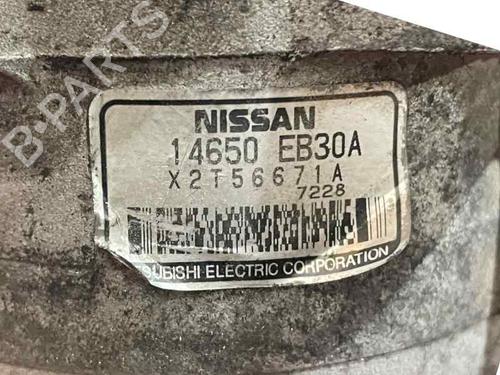 B-PARTS
NISSAN
14650 EB30A
X2T56671A
7228
SUBISHI ELECTRIC CORPORATION